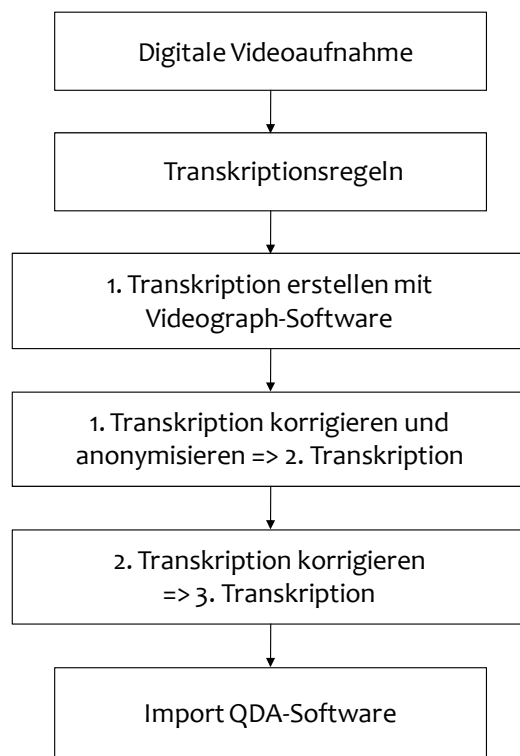 Digitale Videoaufnahme
Transkriptionsregeln
1. Transkription erstellen mit
Videograph-Software
1. Transkription korrigieren und
anonymisieren => 2. Transkription
2. Transkription korrigieren
=> 3. Transkription
Import QDA-Software